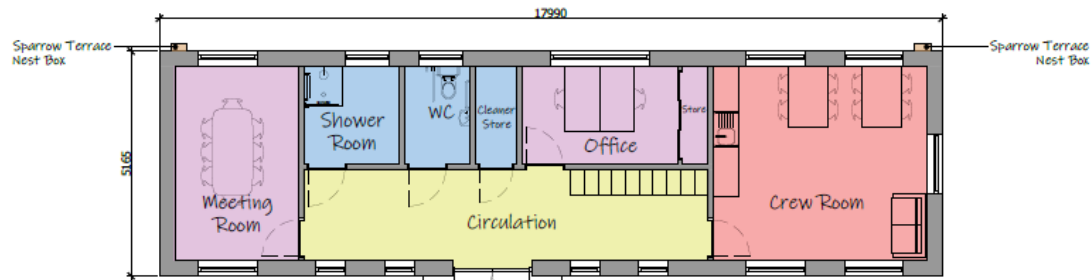 17990
Sparrow Terrace
Nest Box
Sparrow Terrace
Nest Box
5165
Shower
Room
WC
Cleaner
Store
Office
Store
Meeting
Room
Circulation
Crew Room